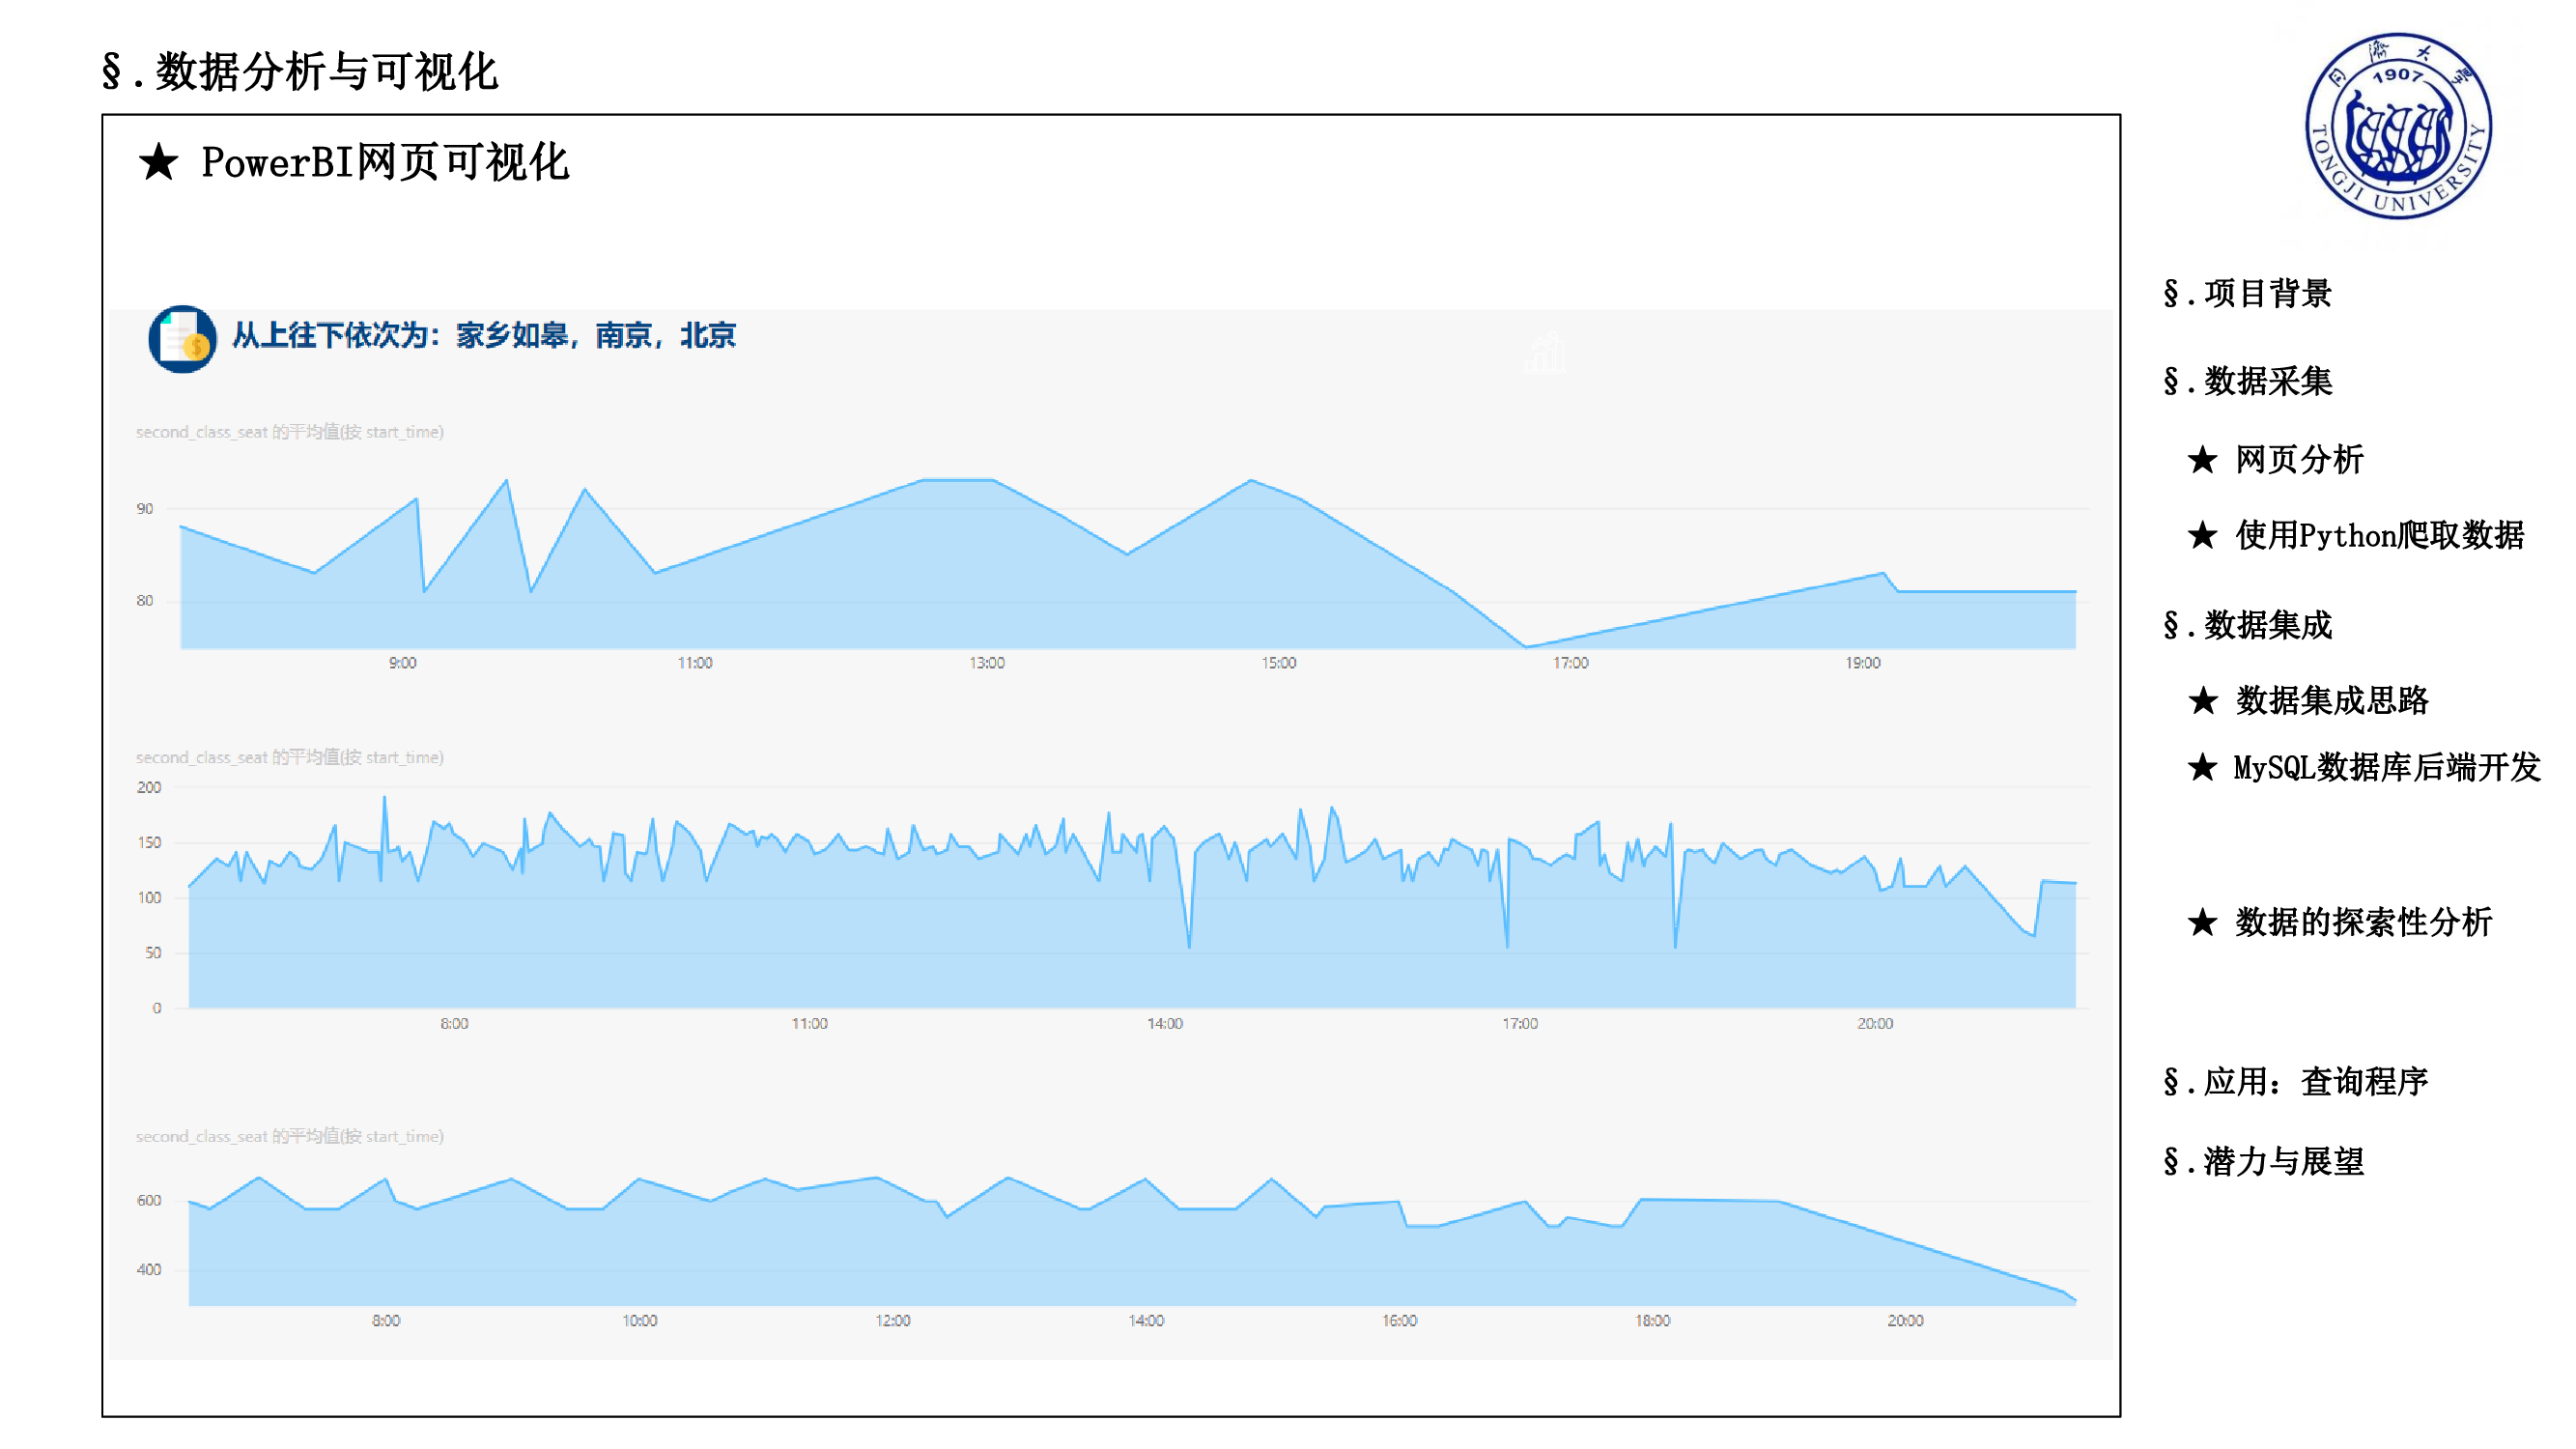 §.数据分析与可视化
★ PowerBI网页可视化
从上往下依次为：家乡如皋，南京，北京
second_class_seat 的平均值(按 start_time)
90
80
9:00 11:00 13:00 15:00 17:00 19:00
second_class_seat 的平均值(按 start_time)
200
150
100
50
0
8:00 11:00 14:00 17:00 20:00
second_class_seat 的平均值(按 start_time)
600
400
8:00 10:00 12:00 14:00 16:00 18:00 20:00
同濟大學
1907
TONGJI UNIVERSITY
§.项目背景
§.数据采集
★ 网页分析
★ 使用Python爬取数据
§.数据集成
★ 数据集成思路
★ MySQL数据库后端开发
★ 数据的探索性分析
§.应用：查询程序
§.潜力与展望